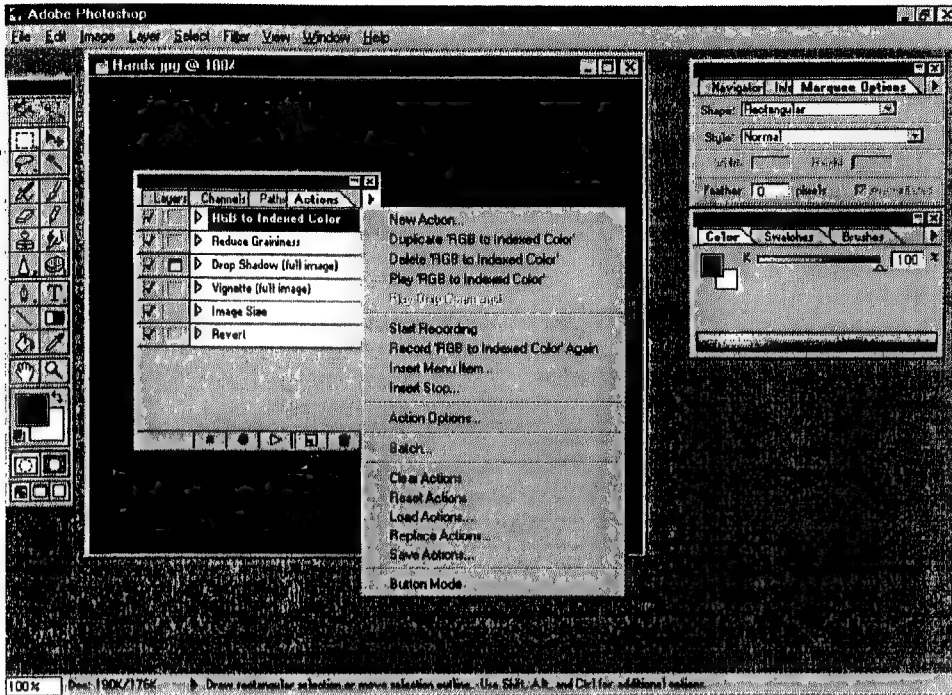 Adobe Photoshop
File Edit Image Layer Select Filter View Window Help
Handx.jpg @ 100%
Navigator Marquee Options
Shape: Rectangular
Style: Normal
Feather: 0 pixels
Layers Channels Paths Actions
RGB to Indexed Color
Reduce Graininess
Drop Shadow (full image)
Vignette (full image)
Image Size
Revert
New Action...
Duplicate 'RGB to Indexed Color'
Delete 'RGB to Indexed Color'
Play 'RGB to Indexed Color'
Start Recording
Record 'RGB to Indexed Color' Again
Insert Menu Item...
Insert Stop...
Action Options...
Batch...
Clear Actions
Reset Actions
Load Actions...
Replace Actions...
Save Actions...
Button Mode
Color Swatches Brushes
K 100 %
T
100% Doc: 190K/176K Draw rectangular selection or move selection outline. Use Shift, Alt, and Ctrl for additional options.